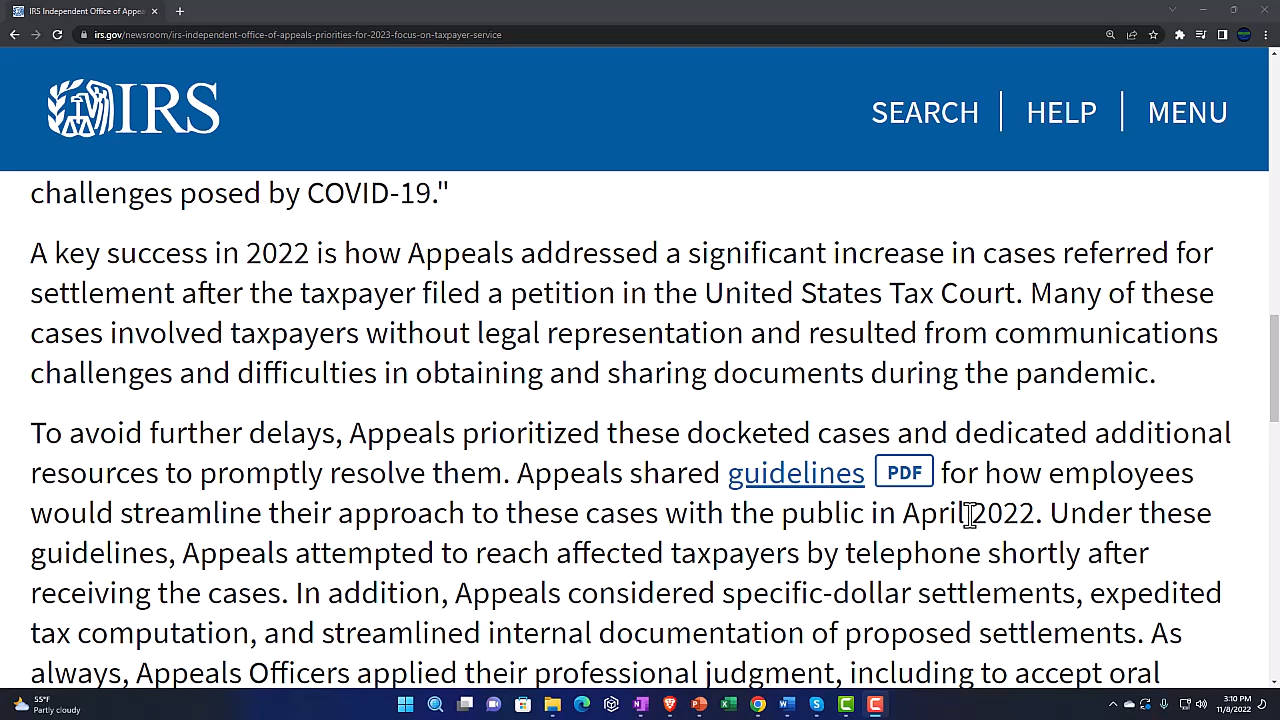 IRS Independent Office of Appea
irs.gov/newsroom/irs-independent-office-of-appeals-priorities-for-2023-focus-on-taxpayer-service
IRS
SEARCH | HELP | MENU
challenges posed by COVID-19."
A key success in 2022 is how Appeals addressed a significant increase in cases referred for
settlement after the taxpayer filed a petition in the United States Tax Court. Many of these
cases involved taxpayers without legal representation and resulted from communications
challenges and difficulties in obtaining and sharing documents during the pandemic.
To avoid further delays, Appeals prioritized these docketed cases and dedicated additional
resources to promptly resolve them. Appeals shared guidelines PDF for how employees
would streamline their approach to these cases with the public in April 2022. Under these
guidelines, Appeals attempted to reach affected taxpayers by telephone shortly after
receiving the cases. In addition, Appeals considered specific-dollar settlements, expedited
tax computation, and streamlined internal documentation of proposed settlements. As
always, Appeals Officers applied their professional judgment, including to accept oral
55°F
Partly cloudy
3:10 PM
11/8/2022